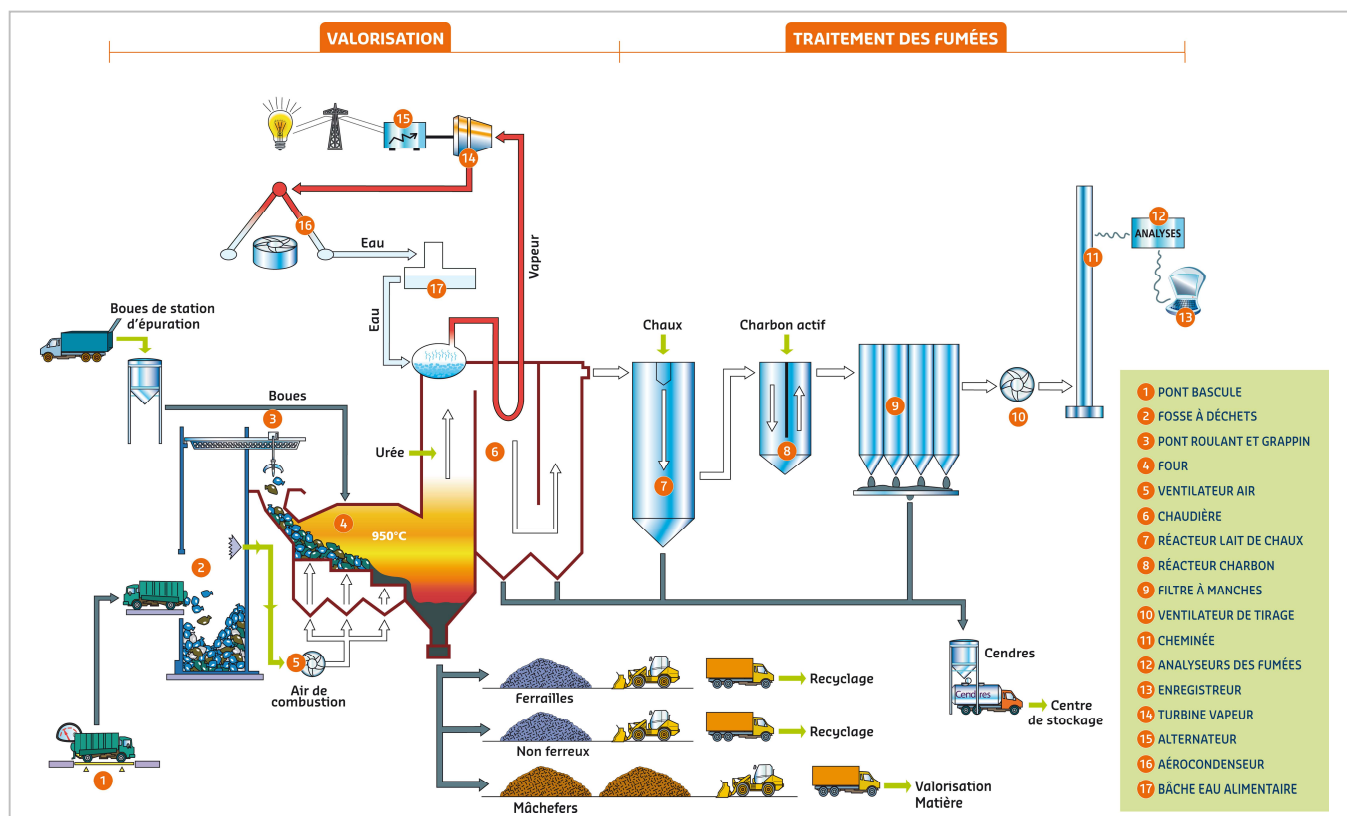 VALORISATION
TRAITEMENT DES FUMÉES
15
14
16
Eau
17
Vapeur
Eau
12
ANALYSES
11
13
Boues de station
d'épuration
Boues
3
Urée
6
4
950°C
2
5
Air de
combustion
1
Chaux
7
Charbon actif
8
9
10
Ferrailles
Recyclage
Non ferreux
Recyclage
Mâchefers
Valorisation
Matière
Cendres
Cendres
Centre
de stockage
1 PONT BASCULE
2 FOSSE À DÉCHETS
3 PONT ROULANT ET GRAPPIN
4 FOUR
5 VENTILATEUR AIR
6 CHAUDIÈRE
7 RÉACTEUR LAIT DE CHAUX
8 RÉACTEUR CHARBON
9 FILTRE À MANCHES
10 VENTILATEUR DE TIRAGE
11 CHEMINÉE
12 ANALYSEURS DES FUMÉES
13 ENREGISTREUR
14 TURBINE VAPEUR
15 ALTERNATEUR
16 AÉROCONDENSEUR
17 BÂCHE EAU ALIMENTAIRE